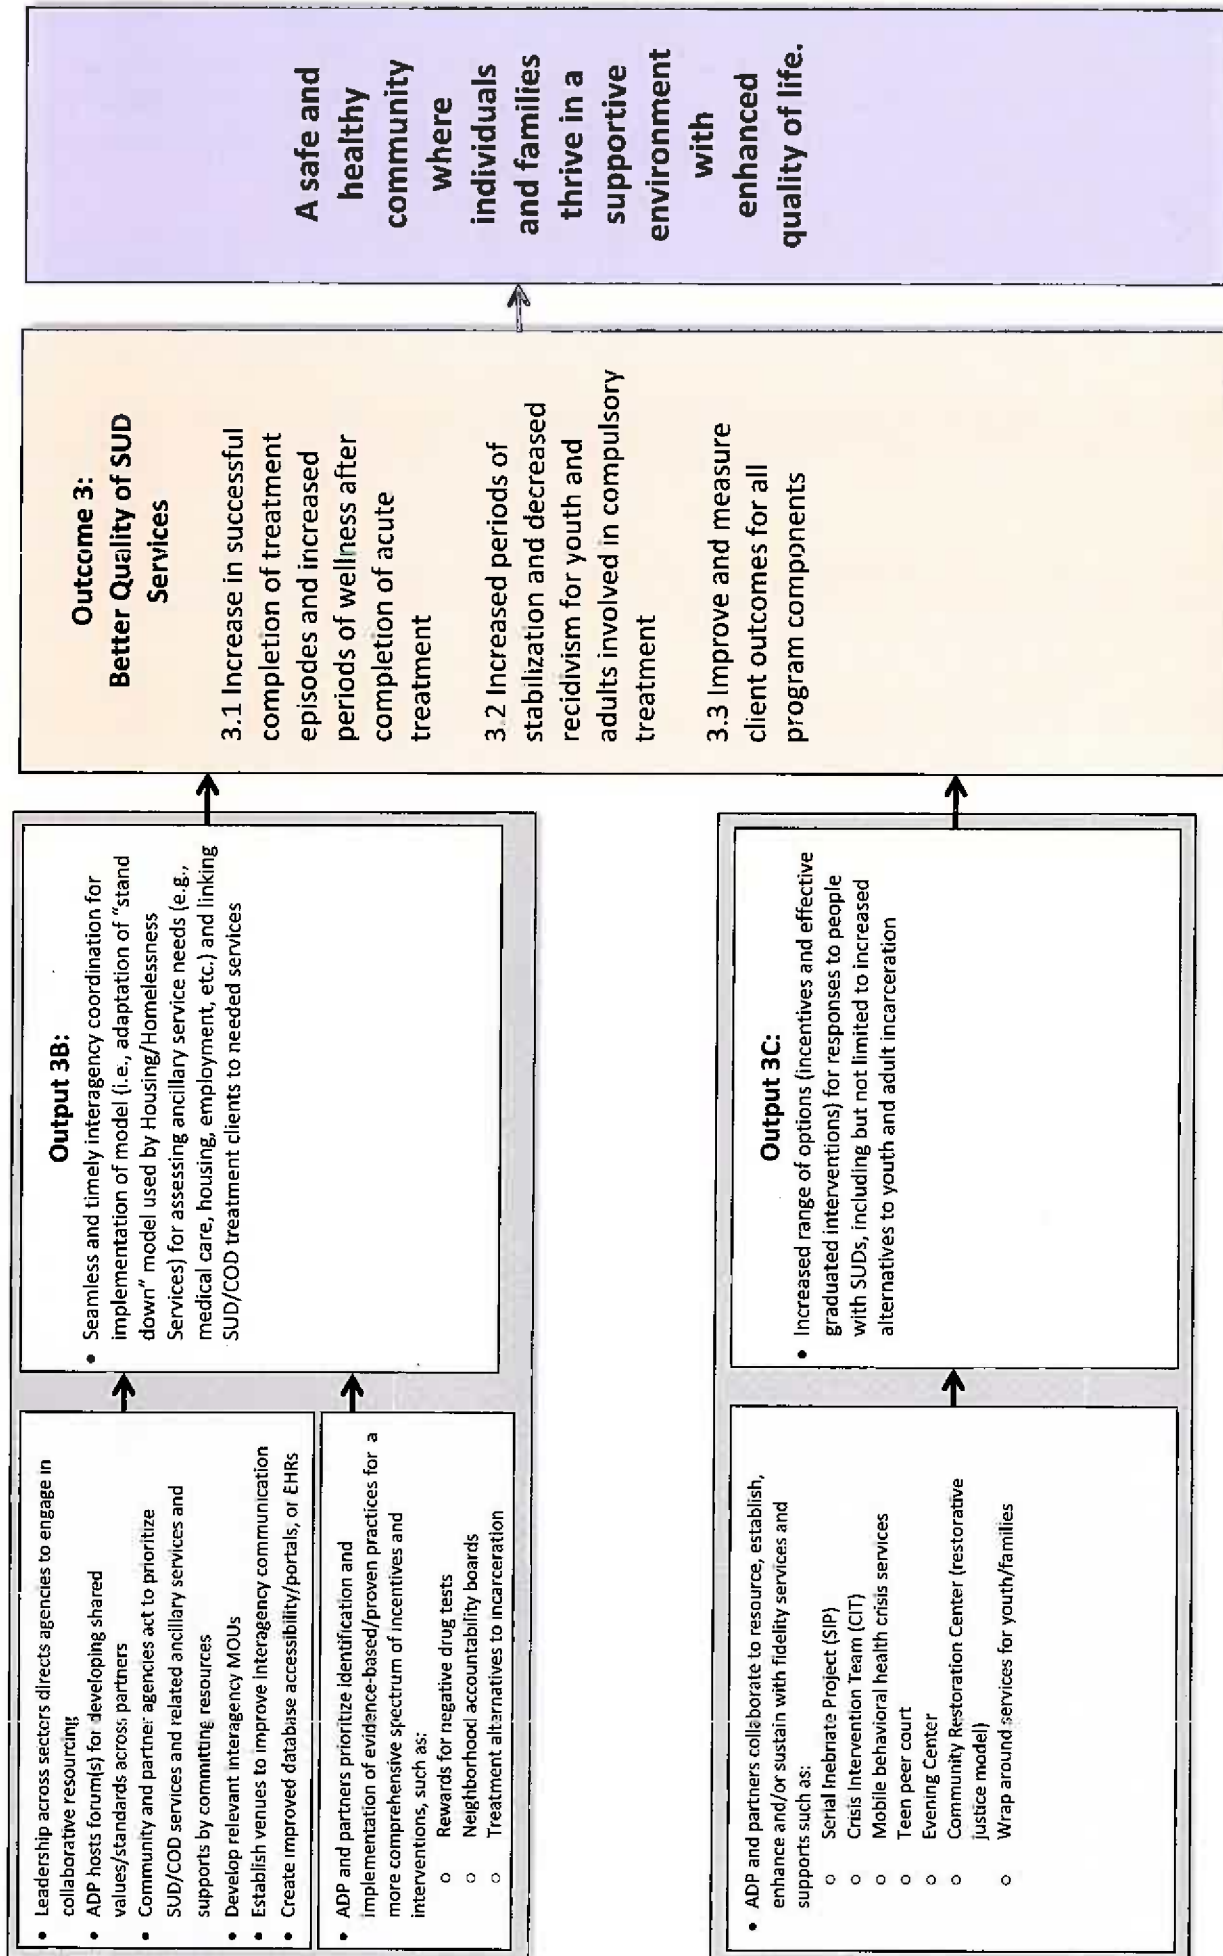 • Leadership across sectors directs agencies to engage in
collaborative resourcing
• ADP hosts forum(s) for developing shared
values/standards across partners
• Community and partner agencies act to prioritize
SUD/COD services and related ancillary services and
supports by committing resources
• Develop relevant interagency MOUs
• Establish venues to improve interagency communication
• Create improved database accessibility/portals, or EHRs
• ADP and partners prioritize identification and
implementation of evidence-based/proven practices for a
more comprehensive spectrum of incentives and
interventions, such as:
o Rewards for negative drug tests
o Neighborhood accountability boards
o Treatment alternatives to incarceration
Output 3B:
• Seamless and timely interagency coordination for
implementation of model (i.e., adaptation of "stand
down" model used by Housing/Homelessness
Services) for assessing ancillary service needs (e.g.,
medical care, housing, employment, etc.) and linking
SUD/COD treatment clients to needed services
• ADP and partners collaborate to resource, establish,
enhance and/or sustain with fidelity services and
supports such as:
o Serial Inebriate Project (SIP)
o Crisis Intervention Team (CIT)
o Mobile behavioral health crisis services
o Teen peer court
o Evening Center
o Community Restoration Center (restorative
justice model)
o Wrap around services for youth/families
Output 3C:
• Increased range of options (incentives and effective
graduated interventions) for responses to people
with SUDs, including but not limited to increased
alternatives to youth and adult incarceration
Outcome 3:
Better Quality of SUD
Services
3.1 Increase in successful
completion of treatment
episodes and increased
periods of wellness after
completion of acute
treatment
3.2 Increased periods of
stabilization and decreased
recidivism for youth and
adults involved in compulsory
treatment
3.3 Improve and measure
client outcomes for all
program components
A safe and
healthy
community
where
individuals
and families
thrive in a
supportive
environment
with
enhanced
quality of life.